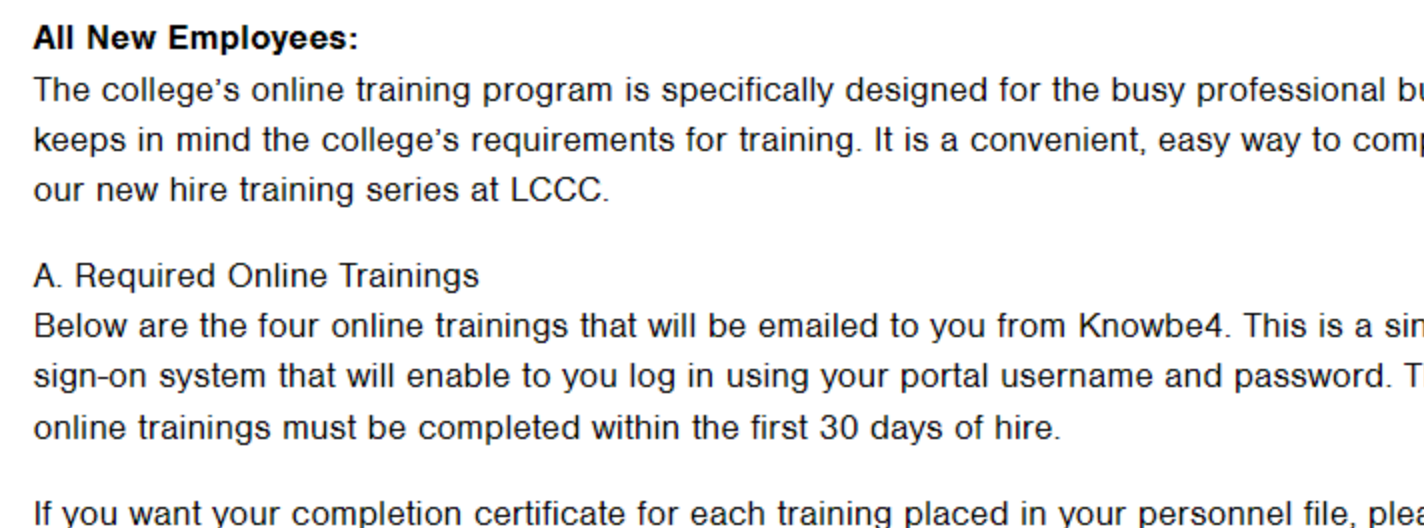 All New Employees:
The college's online training program is specifically designed for the busy professional
keeps in mind the college's requirements for training. It is a convenient, easy way to
our new hire training series at LCCC.
A. Required Online Trainings
Below are the four online trainings that will be emailed to you from Knowbe4. This is a
sign-on system that will enable to you log in using your portal username and password.
online trainings must be completed within the first 30 days of hire.
If you want your completion certificate for each training placed in your personnel file,